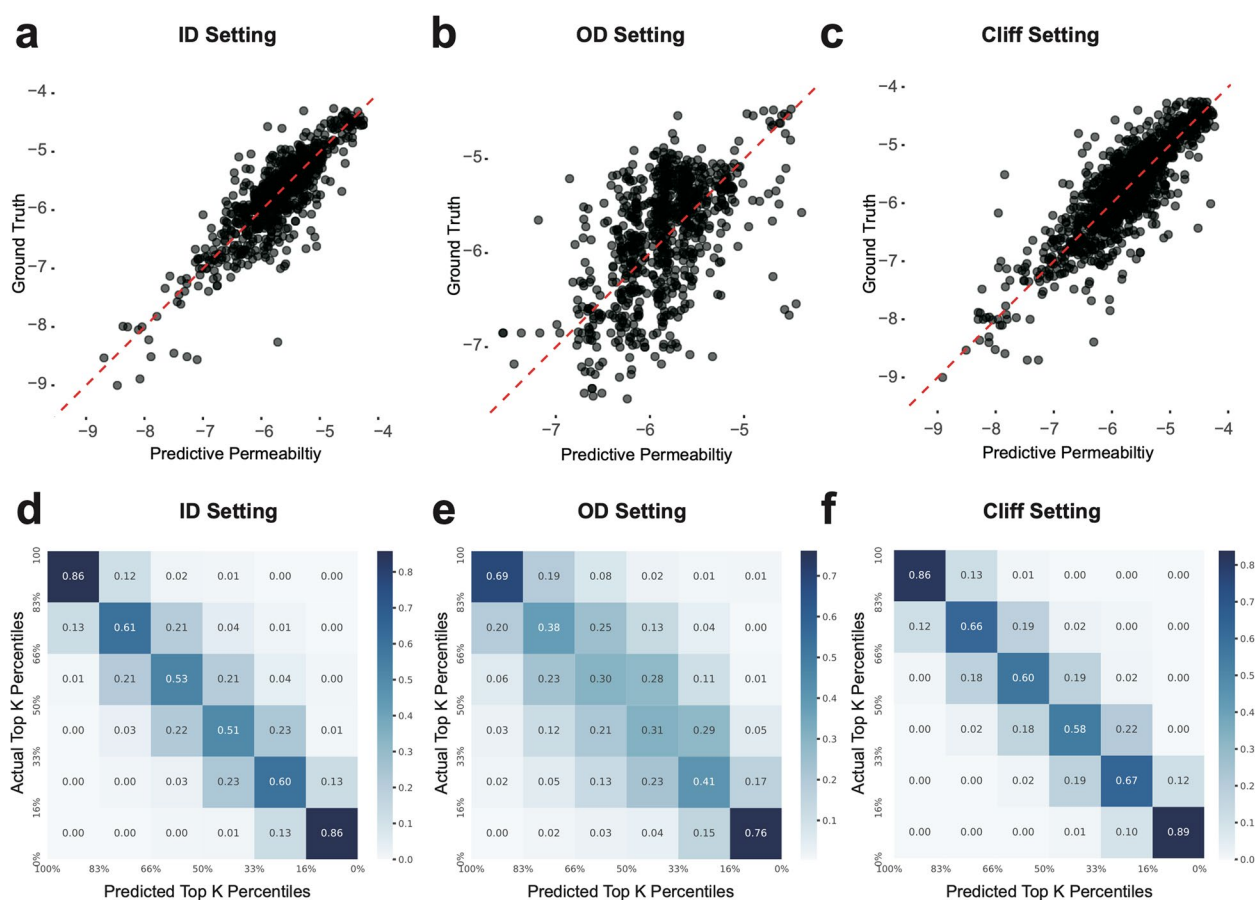 a
ID Setting
b
OD Setting
c
Cliff Setting
−4
−5
−6
−7
−8
−9
Ground Truth
−9 −8 −7 −6 −5 −4
Predictive Permeabiltiy
−5
−6
−7
Ground Truth
−7 −6 −5
Predictive Permeabiltiy
−4
−5
−6
−7
−8
−9
Ground Truth
−9 −8 −7 −6 −5 −4
Predictive Permeabiltiy
d
ID Setting
Actual Top K Percentiles
100
83%
66%
50%
33%
16%
0%
0.86 0.12 0.02 0.01 0.00 0.00
0.13 0.61 0.21 0.04 0.01 0.00
0.01 0.21 0.53 0.21 0.04 0.00
0.00 0.03 0.22 0.51 0.23 0.01
0.00 0.00 0.03 0.23 0.60 0.13
0.00 0.00 0.00 0.01 0.13 0.86
100% 83% 66% 50% 33% 16% 0%
Predicted Top K Percentiles
0.8
0.7
0.6
0.5
0.4
0.3
0.2
0.1
0.0
e
OD Setting
Actual Top K Percentiles
100
83%
66%
50%
33%
16%
0%
0.69 0.19 0.08 0.02 0.01 0.01
0.20 0.38 0.25 0.13 0.04 0.00
0.06 0.23 0.30 0.28 0.11 0.01
0.03 0.12 0.21 0.31 0.29 0.05
0.02 0.05 0.13 0.23 0.41 0.17
0.00 0.02 0.03 0.04 0.15 0.76
100% 83% 66% 50% 33% 16% 0%
Predicted Top K Percentiles
0.7
0.6
0.5
0.4
0.3
0.2
0.1
f
Cliff Setting
Actual Top K Percentiles
100
83%
66%
50%
33%
16%
0%
0.86 0.13 0.01 0.00 0.00 0.00
0.12 0.66 0.19 0.02 0.00 0.00
0.00 0.18 0.60 0.19 0.02 0.00
0.00 0.02 0.18 0.58 0.22 0.00
0.00 0.00 0.02 0.19 0.67 0.12
0.00 0.00 0.00 0.01 0.10 0.89
100% 83% 66% 50% 33% 16% 0%
Predicted Top K Percentiles
0.8
0.7
0.6
0.5
0.4
0.3
0.2
0.1
0.0